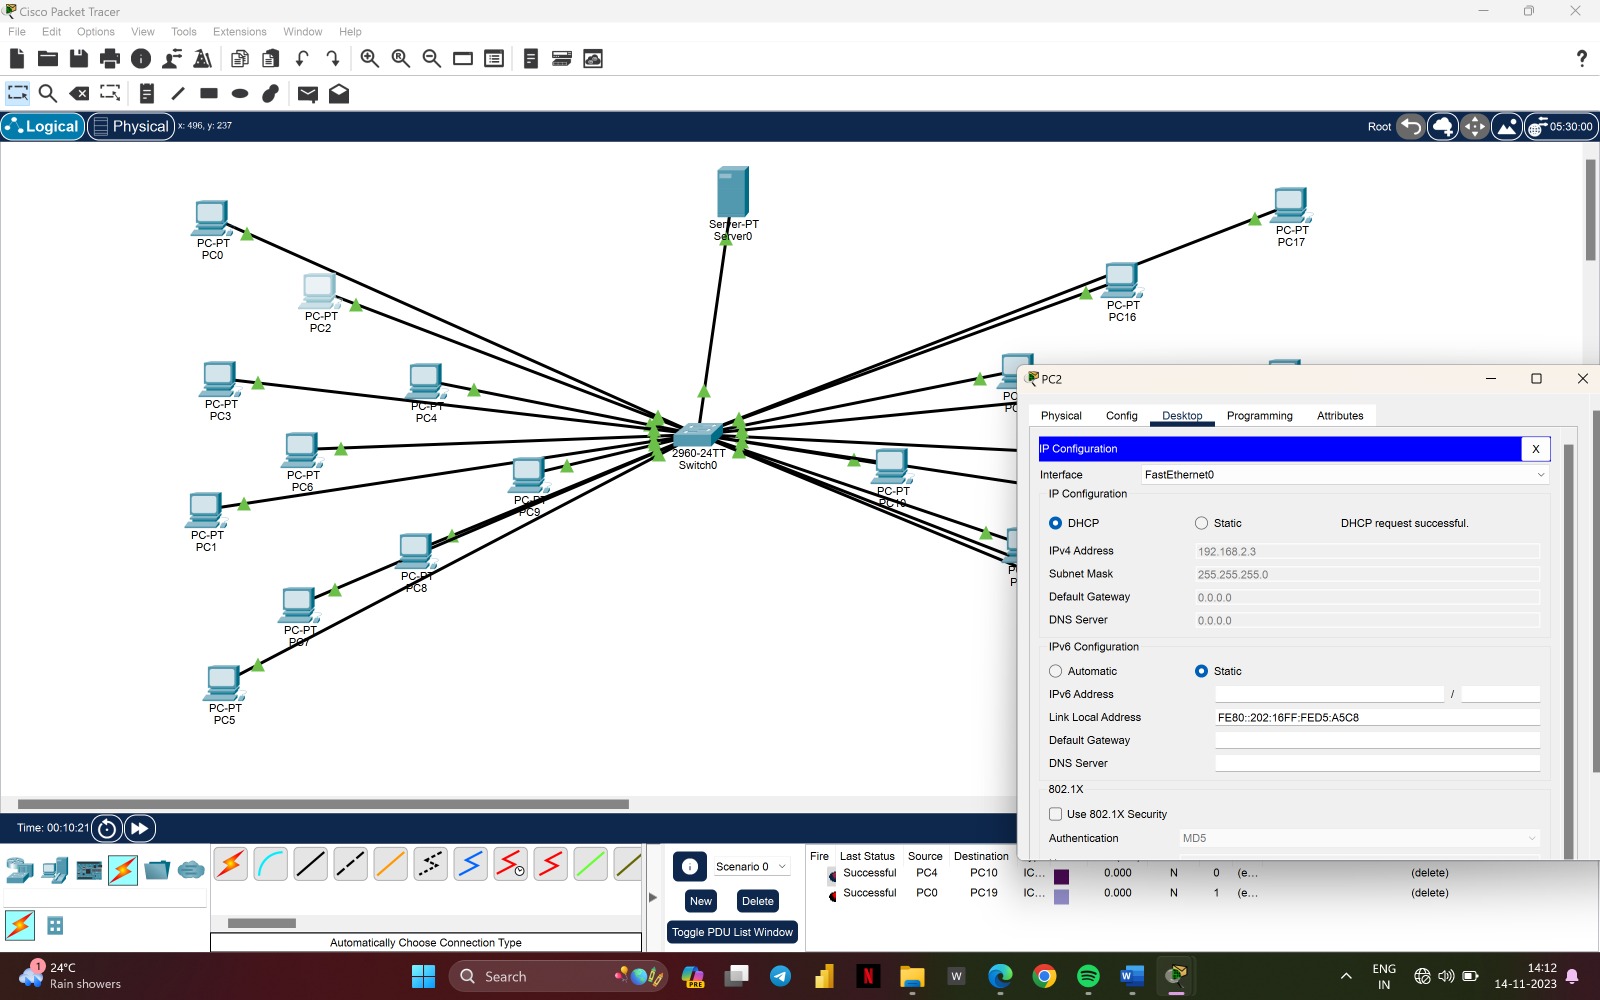 Cisco Packet Tracer
File Edit Options View Tools Extensions Window Help
Logical Physical x: 496, y: 237 Root 05:30:00
PC-PT
PC0
PC-PT
PC2
PC-PT
PC3
PC-PT
PC4
PC-PT
PC6
PC-PT
PC1
PC-PT
PC9
PC-PT
PC8
PC-PT
PC7
PC-PT
PC5
Server-PT
Server0
2960-24TT
Switch0
PC-PT
PC10
PC-PT
PC16
PC-PT
PC17
PC2
Physical Config Desktop Programming Attributes
IP Configuration X
Interface FastEthernet0
IP Configuration
DHCP Static DHCP request successful.
IPv4 Address 192.168.2.3
Subnet Mask 255.255.255.0
Default Gateway 0.0.0.0
DNS Server 0.0.0.0
IPv6 Configuration
Automatic Static
IPv6 Address /
Link Local Address FE80::202:16FF:FED5:A5C8
Default Gateway
DNS Server
802.1X
Use 802.1X Security
Authentication MD5
Time: 00:10:21
Automatically Choose Connection Type
Scenario 0
New Delete
Toggle PDU List Window
Fire Last Status Source Destination
Successful PC4 PC10 IC... 0.000 N 0 (e... (delete)
Successful PC0 PC19 IC... 0.000 N 1 (e... (delete)
1
24°C
Rain showers
Search
PRE
N
W
W
ENG
IN
14:12
14-11-2023